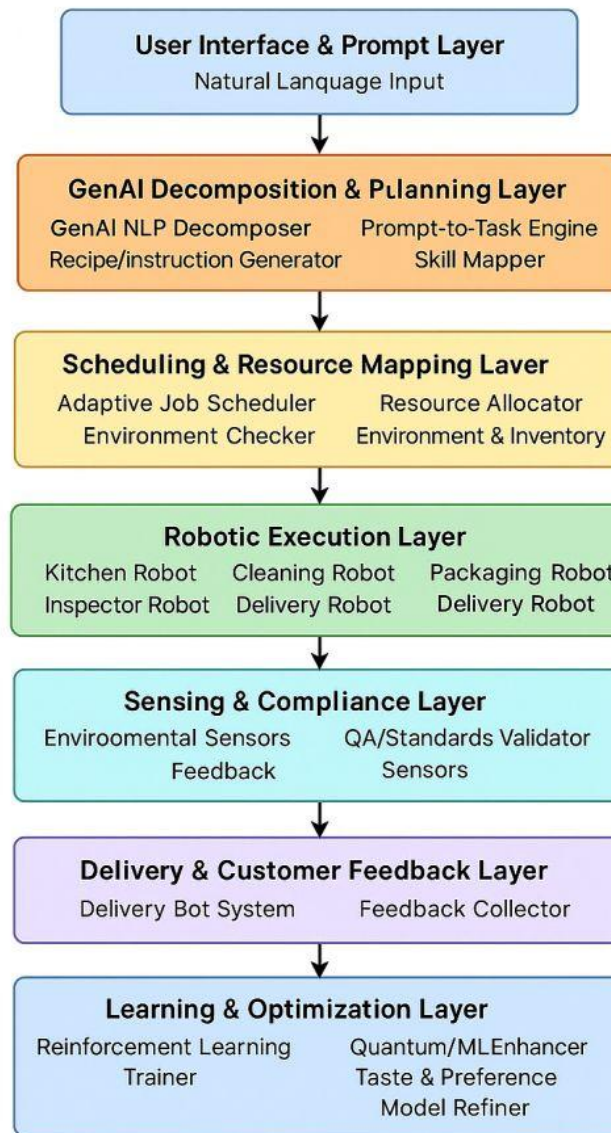 User Interface & Prompt Layer
Natural Lanquage Input
GenAI Decomposition & Pɩlanning Layer
GenAI NLP Decomposer Prompt-to-Task Engine
Recipe/instruction Generator Skill Mapper
Scheduling & Resource Mapping Laver
Adaptive Job Scheduler Resource Allocator
Environment Checker Environment & Inventory
Robotic Execution Layer
Kitchen Robot Cleaning Robot Packaging Robot
Inspector Robot Delivery Robot Delivery Robot
Sensing & Compliance Layer
Enviroomental Sensors QA/Standards Validator
Feedback Sensors
Delivery & Customer Feedback Layer
Delivery Bot System Feedback Collector
Learning & Optimization Layer
Reinforcement Learning Quantum/MLEnhancer
Trainer Taste & Preference
Model Refiner